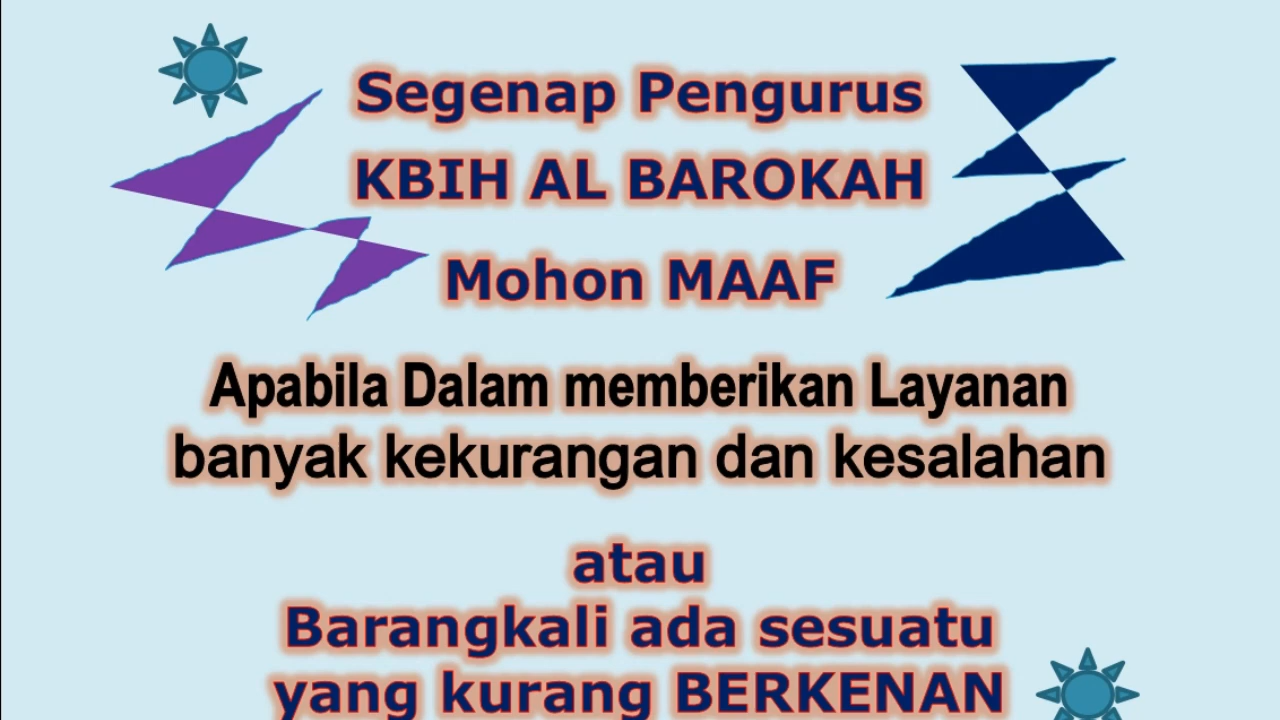 Segenap Pengurus
KBIH AL BAROKAH
Mohon MAAF
Apabila Dalam memberikan Layanan
banyak kekurangan dan kesalahan
atau
Barangkali ada sesuatu
yang kurang BERKENAN